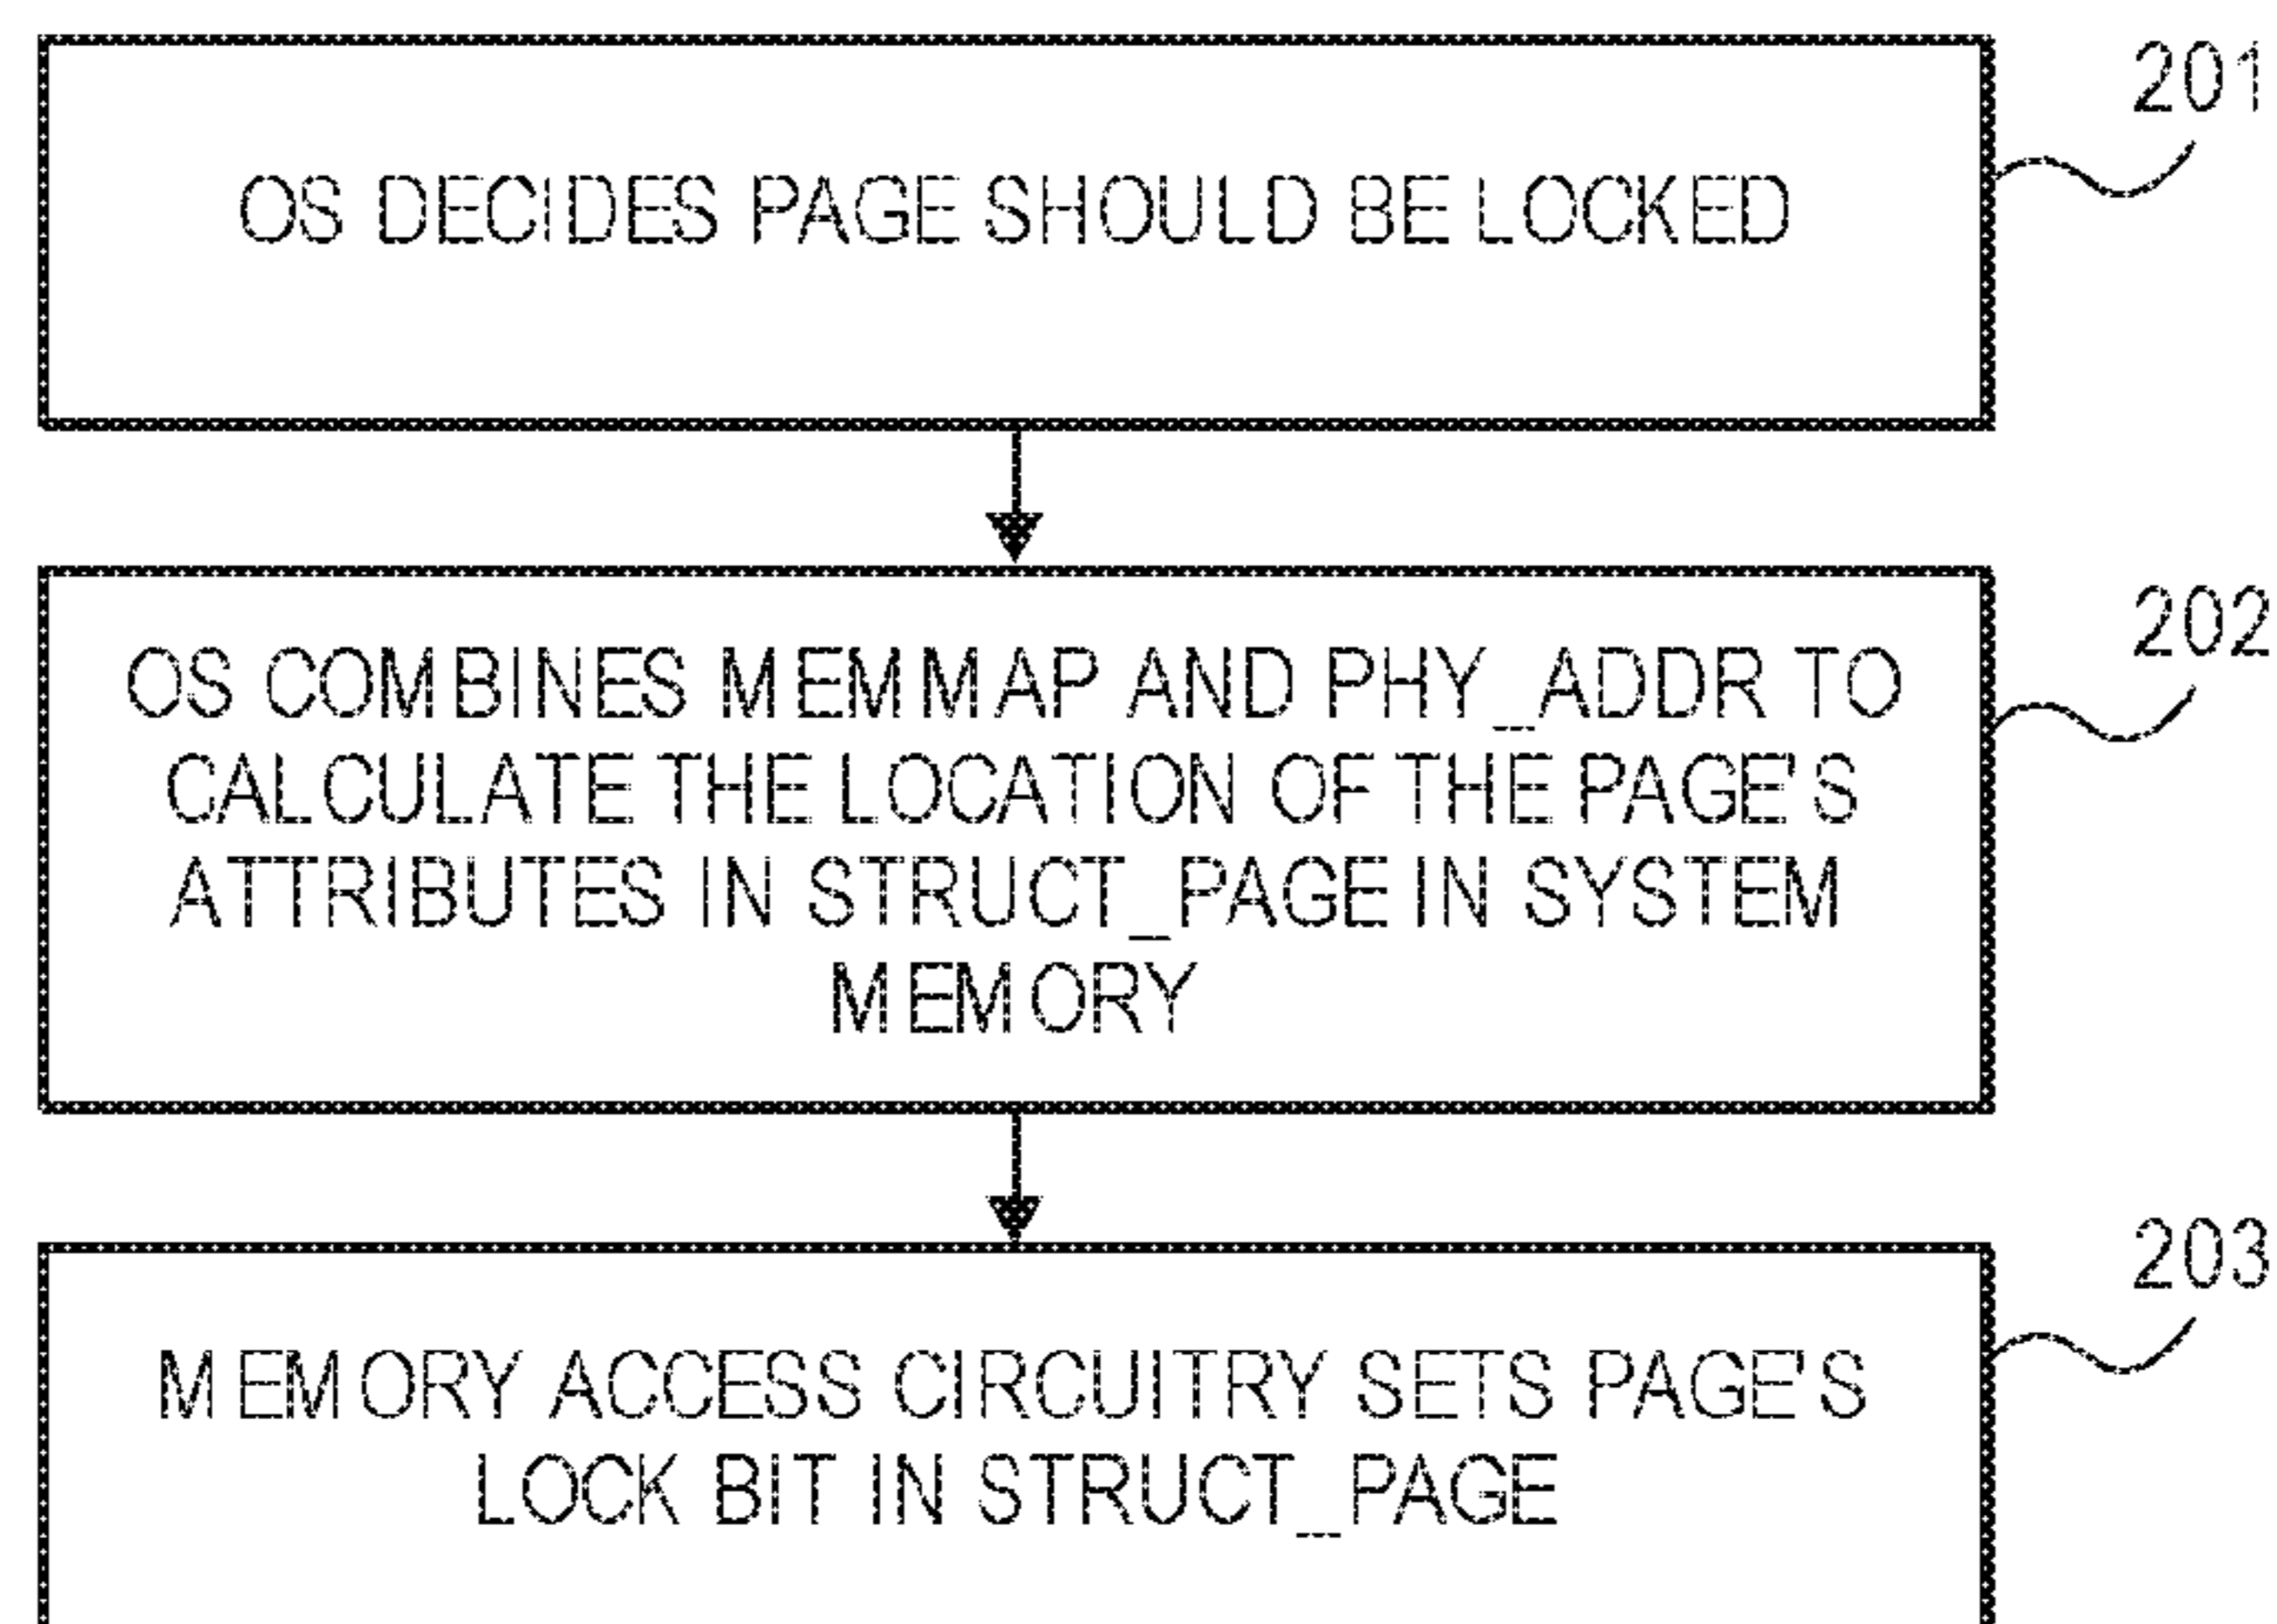 201
OS DECIDES PAGE SHOULD BE LOCKED
202
OS COMBINES MEMMAP AND PHY_ADDR TO
CALCULATE THE LOCATION OF THE PAGE'S
ATTRIBUTES IN STRUCT_PAGE IN SYSTEM
MEMORY
203
MEMORY ACCESS CIRCUITRY SETS PAGE'S
LOCK BIT IN STRUCT_PAGE